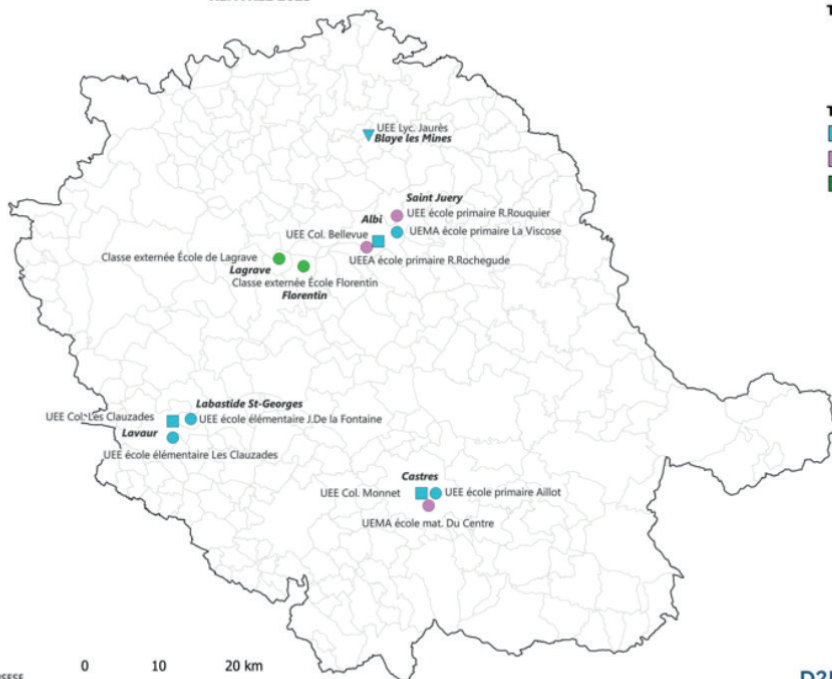 UEE Lyc. Jaurès
Blaye les Mines
Saint Juery
UEE école primaire R.Rouquier
Albi
UEMA école primaire La Viscose
UEE Col. Bellevue
UEEA école primaire R.Rochegude
Classe externée École de Lagrave
Lagrave
Classe externée École Florentin
Florentin
Labastide St-Georges
UEE Col. Les Clauzades
UEE école élémentaire J.De la Fontaine
Lavaur
UEE école élémentaire Les Clauzades
Castres
UEE Col. Monnet
UEE école primaire Aillot
UEMA école mat. Du Centre
0 10 20 km